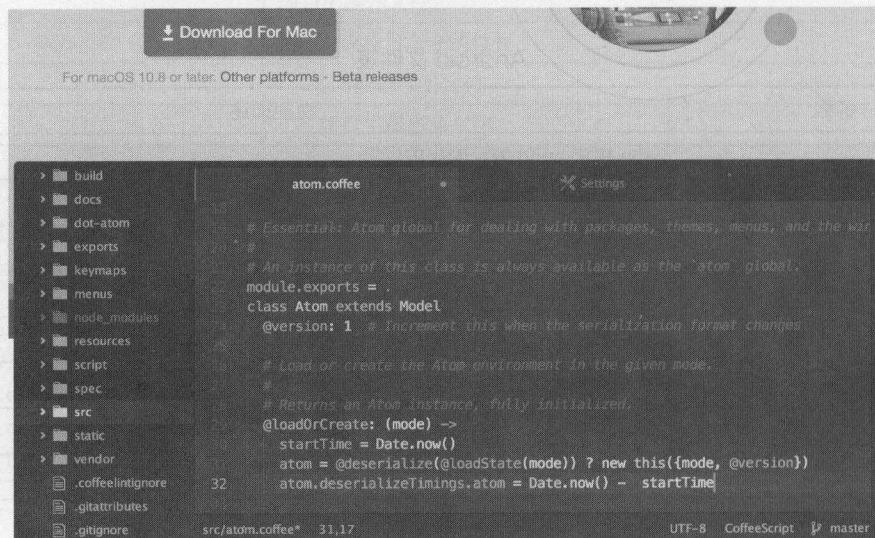 Download For Mac
For macOS 10.8 or later. Other platforms - Beta releases
build
docs
dot-atom
exports
keymaps
menus
node_modules
resources
script
spec
src
static
vendor
.coffeelintignore
.gitattributes
.gitignore
atom.coffee
Settings
# Essential: Atom global for dealing with packages, themes, menus, and the win
#
# An instance of this class is always available as the `atom` global.
module.exports =
class Atom extends Model
@version: 1 # Increment this when the serialization format changes
# Load or create the Atom environment in the given mode.
#
# Returns an Atom instance, fully initialized.
@loadOrCreate: (mode) ->
startTime = Date.now()
atom = @deserialize(@loadState(mode)) ? new this({mode, @version})
32 atom.deserializeTimings.atom = Date.now() - startTime
src/atom.coffee* 31,17 UTF-8 CoffeeScript master